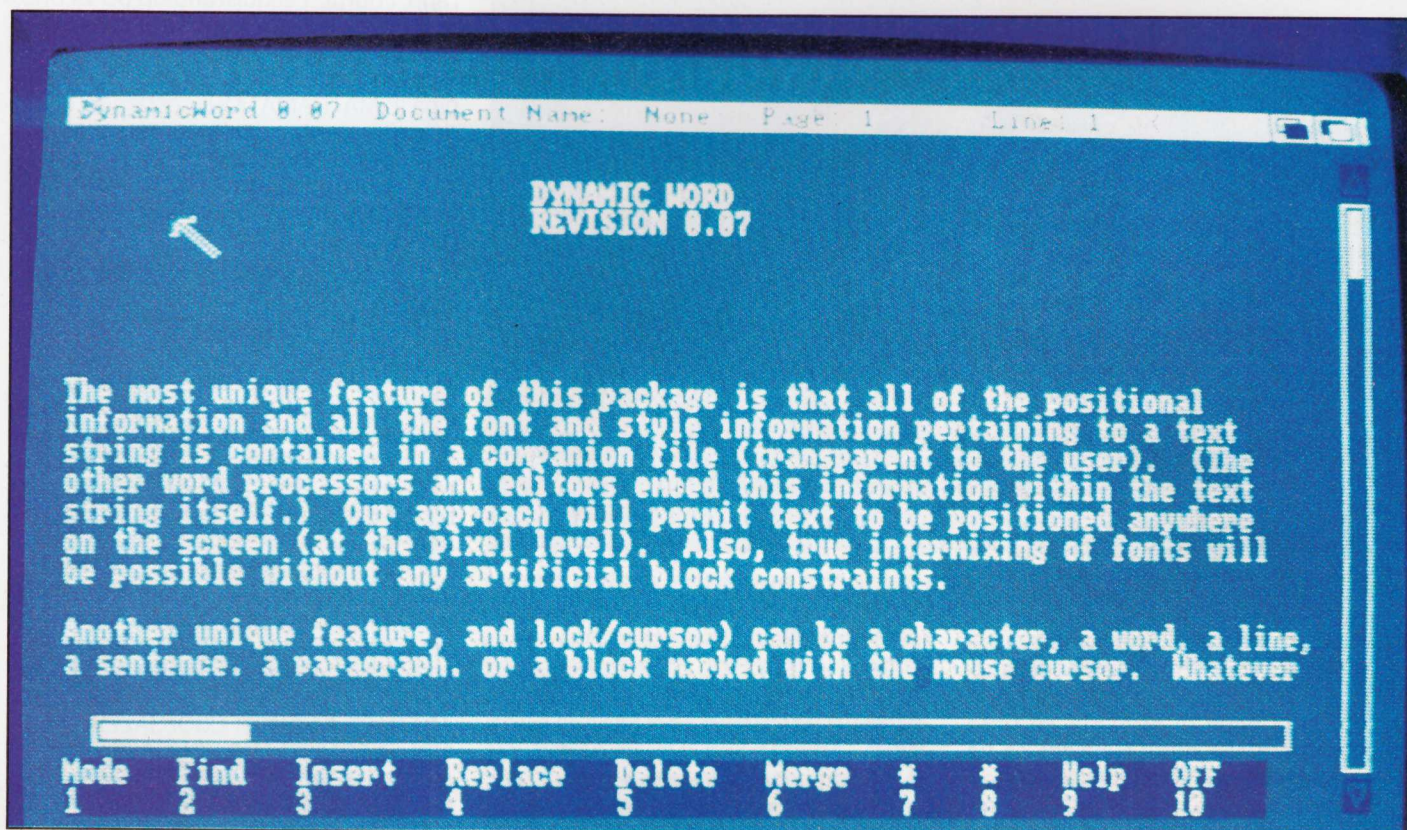 DynamicWord 0.07 Document Name: None Page: 1 Line: 1
DYNAMIC WORD
REVISION 0.07
The most unique feature of this package is that all of the positional
information and all the font and style information pertaining to a text
string is contained in a companion file (transparent to the user). (The
other word processors and editors embed this information within the text
string itself.) Our approach will permit text to be positioned anywhere
on the screen (at the pixel level). Also, true intermixing of fonts will
be possible without any artificial block constraints.
Another unique feature, and lock/cursor) can be a character, a word, a line,
a sentence. a paragraph. or a block marked with the mouse cursor. Whatever
Mode Find Insert Replace Delete Merge * * Help OFF
1 2 3 4 5 6 7 8 9 10